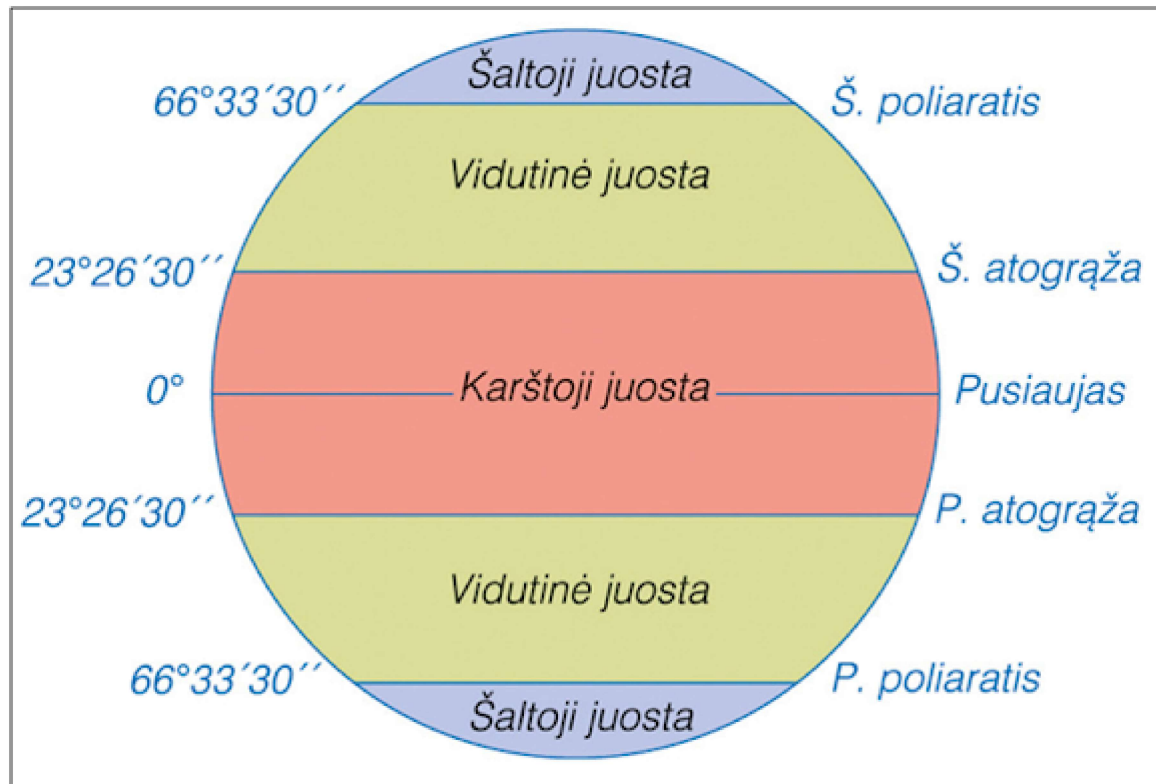 Šaltoji juosta
66°33´30´´
Š. poliaratis
Vidutinė juosta
23°26´30´´
Š. atogrąža
0°
Karštoji juosta
Pusiaujas
23°26´30´´
P. atogrąža
Vidutinė juosta
66°33´30´´
P. poliaratis
Šaltoji juosta